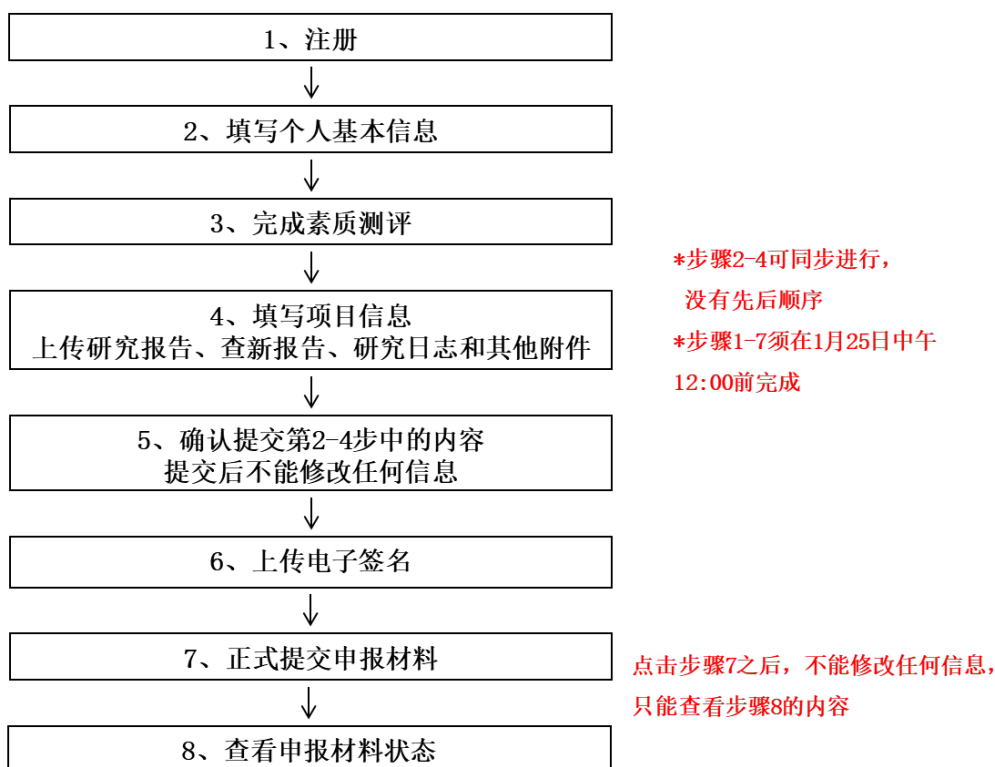 1、注册
2、填写个人基本信息
3、完成素质测评
*步骤2-4可同步进行，
没有先后顺序
4、填写项目信息
上传研究报告、查新报告、研究日志和其他附件
*步骤1-7须在1月25日中午
12:00前完成
5、确认提交第2-4步中的内容
提交后不能修改任何信息
6、上传电子签名
7、正式提交申报材料
点击步骤7之后，不能修改任何信息，
只能查看步骤8的内容
8、查看申报材料状态